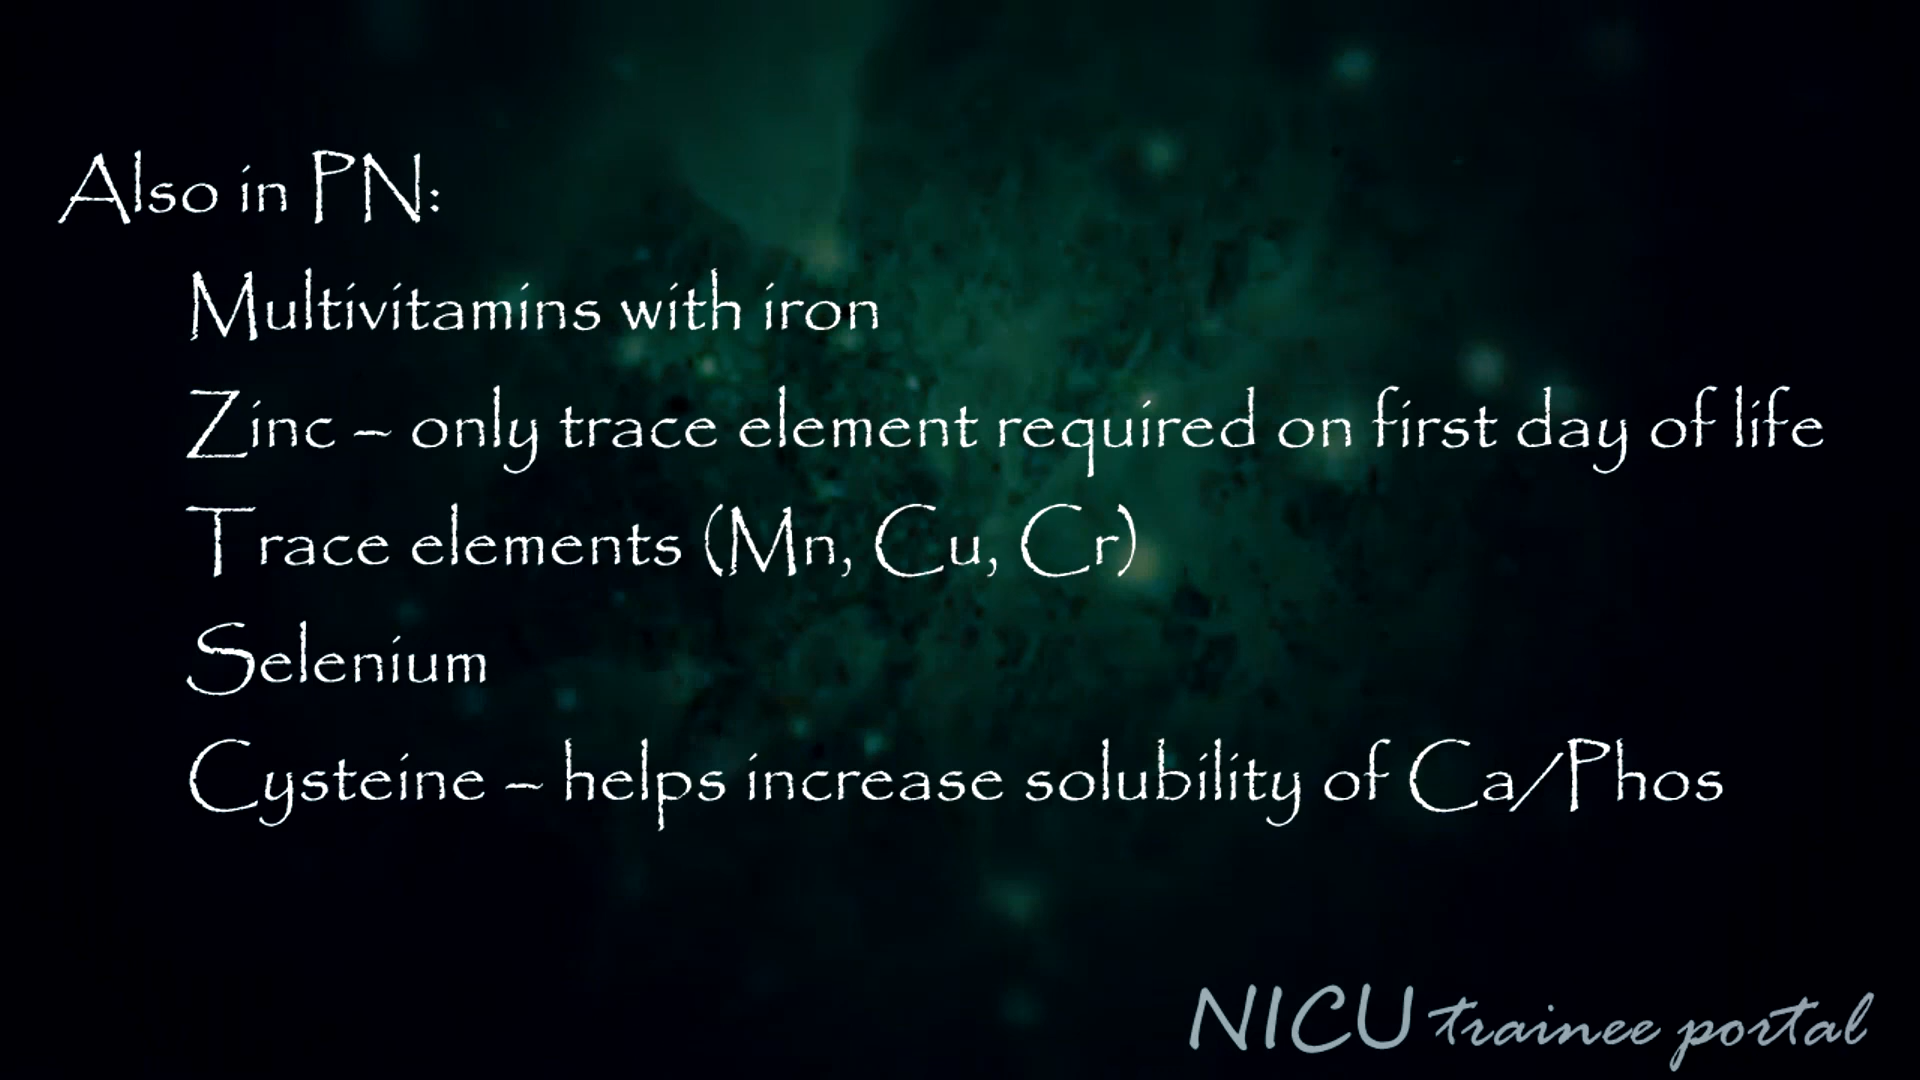 Also in PN:
Multivitamins with iron
Zinc – only trace element required on first day of life
Trace elements (Mn, Cu, Cr)
Selenium
Cysteine – helps increase solubility of Ca/Phos
NICU trainee portal